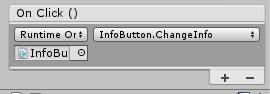 On Click ()
Runtime Or InfoButton.ChangeInfo
InfoBu